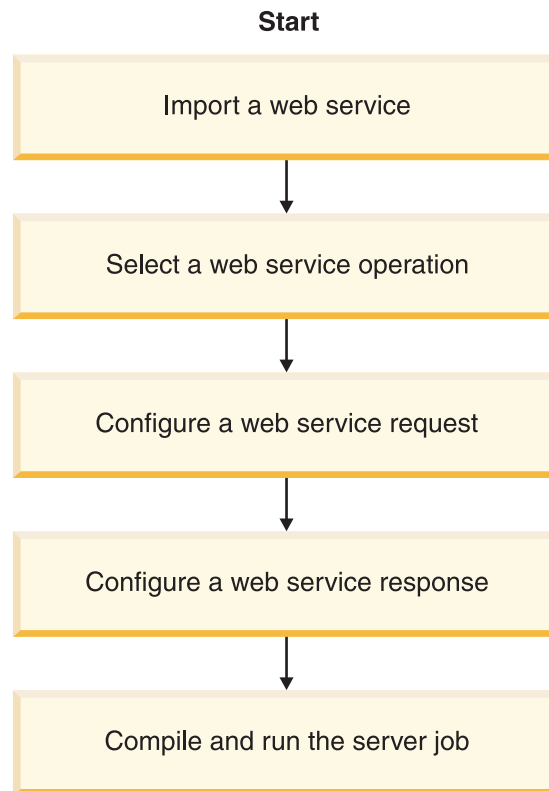 Start
Import a web service
Select a web service operation
Configure a web service request
Configure a web service response
Compile and run the server job